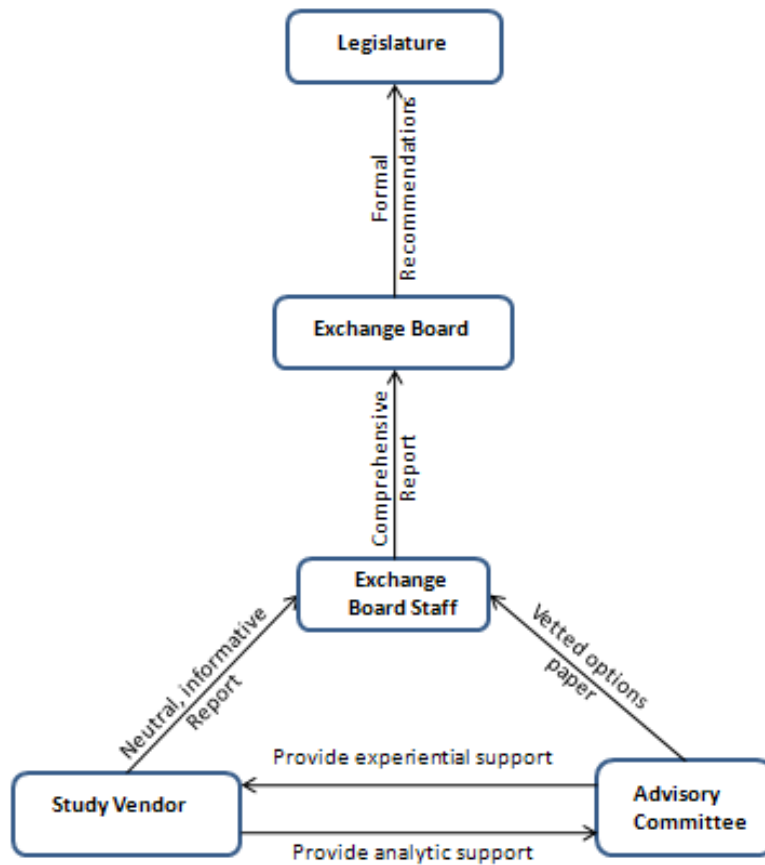 Legislature
Formal
Recommendations
Exchange Board
Comprehensive
Report
Exchange
Board Staff
Neutral, informative
Report
Vetted options
paper
Provide experiential support
Study Vendor
Advisory
Committee
Provide analytic support